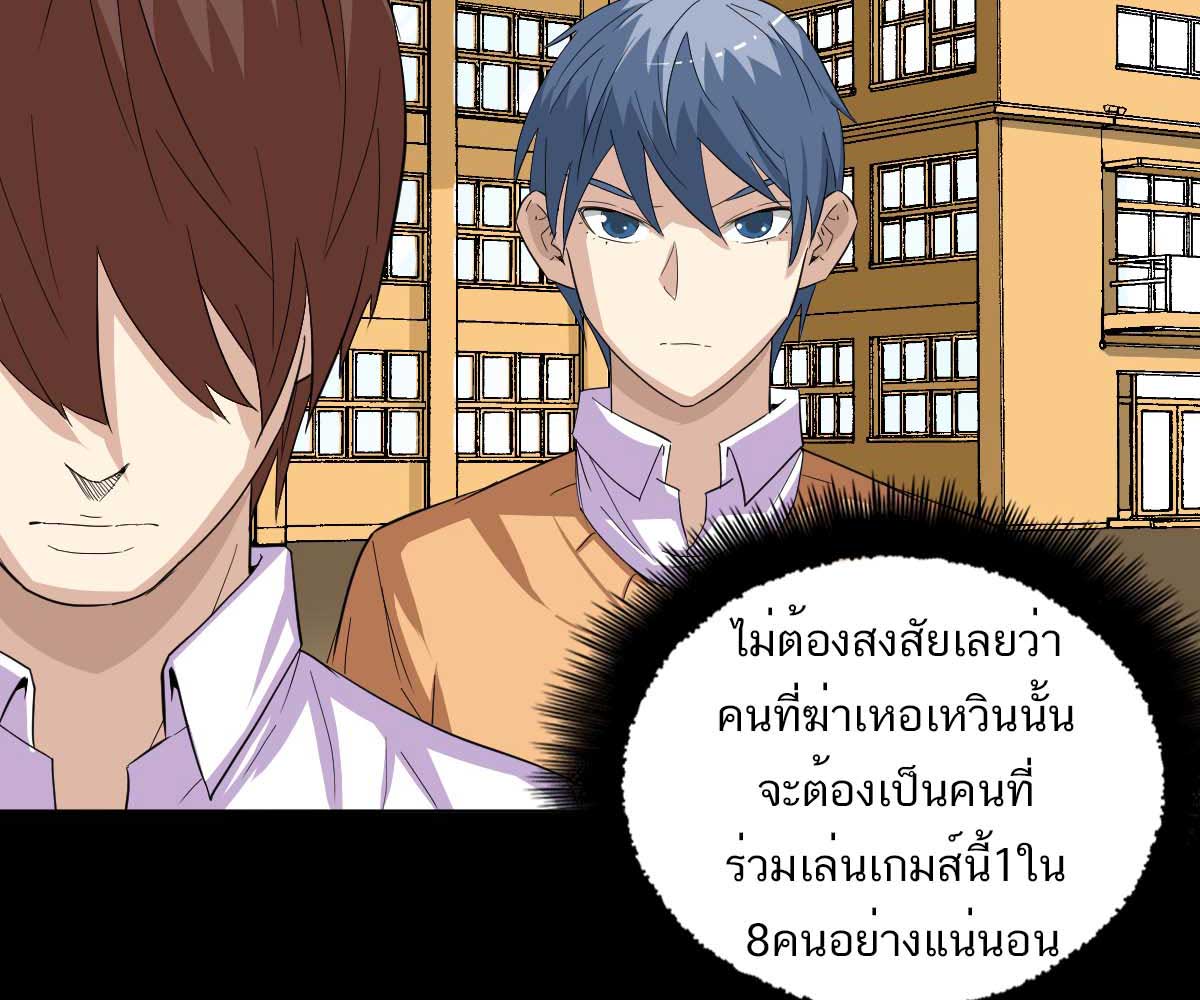 ไม่ต้องสงสัยเลยว่า
คนที่ฆ่าเหอเหวินนั้น
จะต้องเป็นคนที่
ร่วมเล่นเกมส์นี้1ใน
8คนอย่างแน่นอน